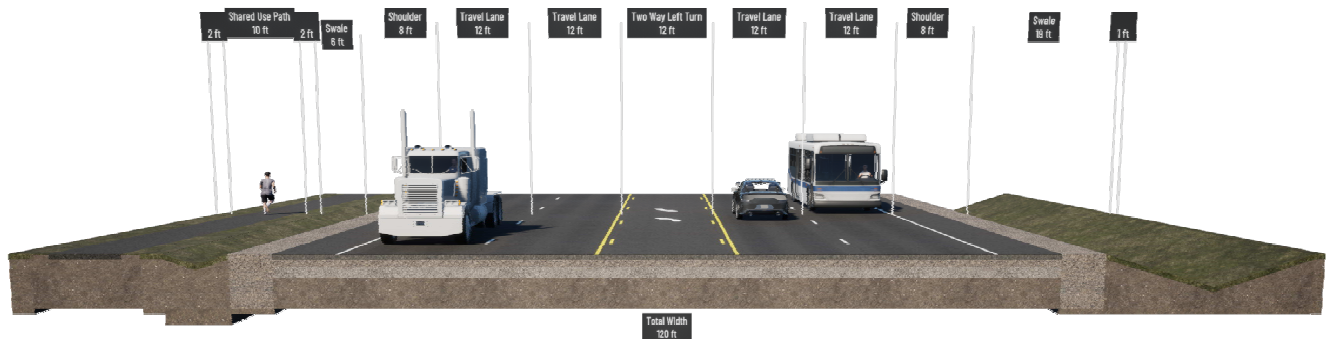 Shared Use Path
10 ft
2 ft
2 ft
Swale
6 ft
Shoulder
8 ft
Travel Lane
12 ft
Travel Lane
12 ft
Two Way Left Turn
12 ft
Travel Lane
12 ft
Travel Lane
12 ft
Shoulder
8 ft
Swale
19 ft
1 ft
Total Width
120 ft